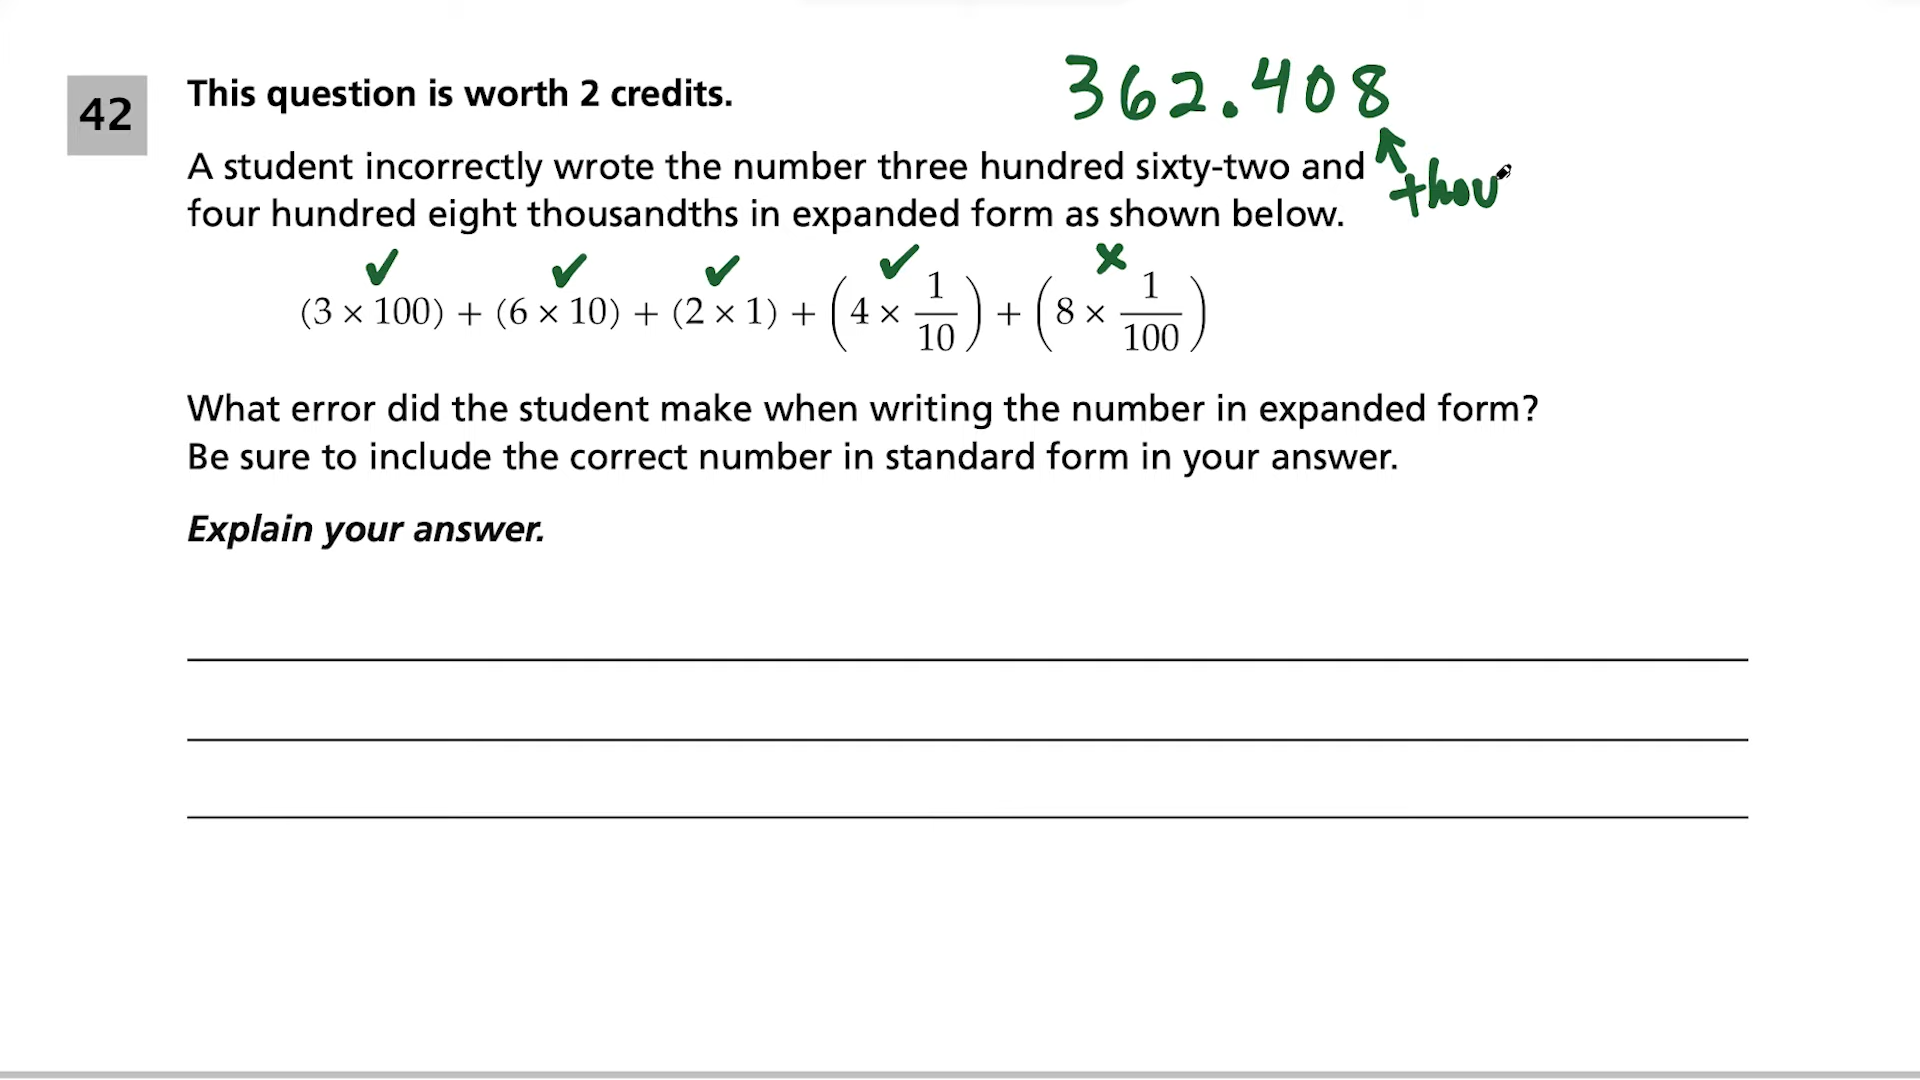 42
This question is worth 2 credits.
362.408
A student incorrectly wrote the number three hundred sixty-two and
thou
four hundred eight thousandths in expanded form as shown below.
✔ ✔ ✔ ✔ ×
(3 × 100) + (6 × 10) + (2 × 1) + (4 × 1/10) + (8 × 1/100)
What error did the student make when writing the number in expanded form?
Be sure to include the correct number in standard form in your answer.
Explain your answer.